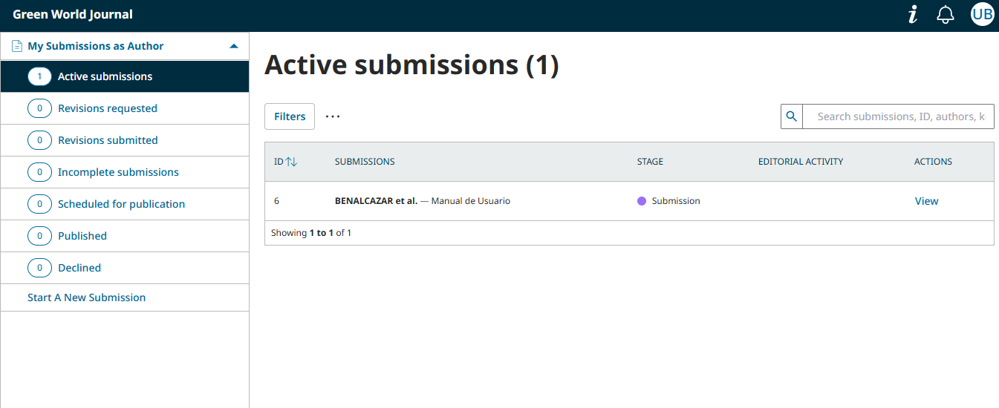 Green World Journal
i
UB
My Submissions as Author
1 Active submissions
0 Revisions requested
0 Revisions submitted
0 Incomplete submissions
0 Scheduled for publication
0 Published
0 Declined
Start A New Submission
Active submissions (1)
Filters ...
Search submissions, ID, authors, k
ID SUBMISSIONS STAGE EDITORIAL ACTIVITY ACTIONS
6 BENALCAZAR et al. — Manual de Usuario Submission View
Showing 1 to 1 of 1